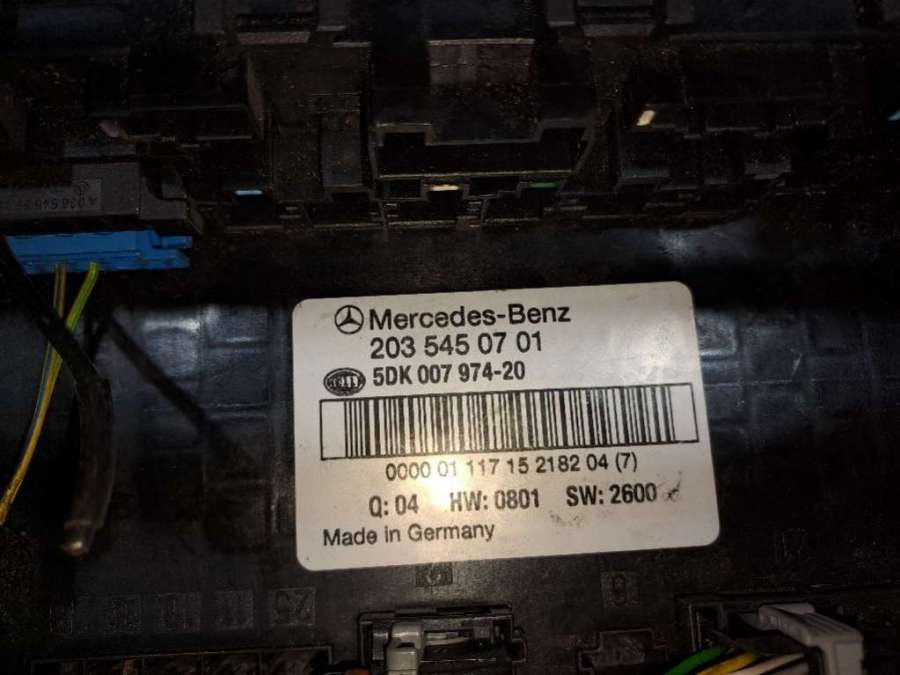 Mercedes-Benz
203 545 07 01
5DK 007 974-20
0000 01 117 15 2182 04 (7)
Q: 04 HW: 0801 SW: 2600
Made in Germany